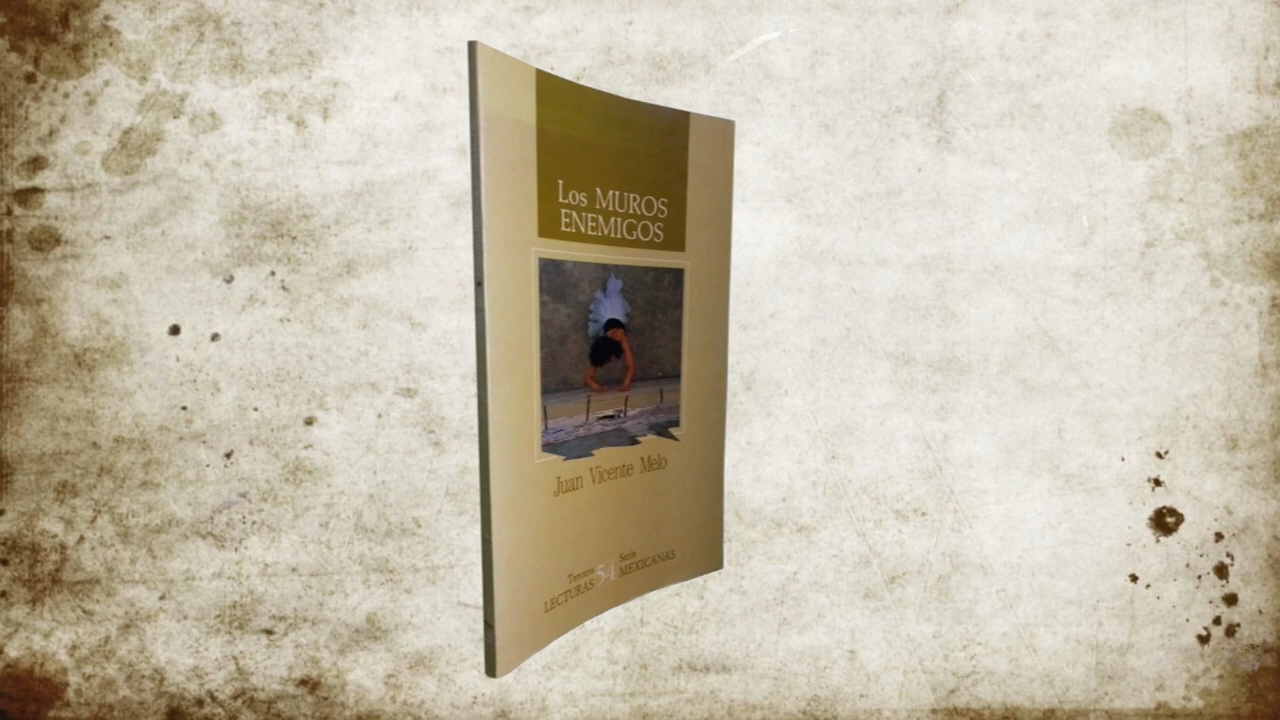 Los MUROS
ENEMIGOS
Juan Vicente Melo
Tercera 54 Serie
LECTURAS MEXICANAS